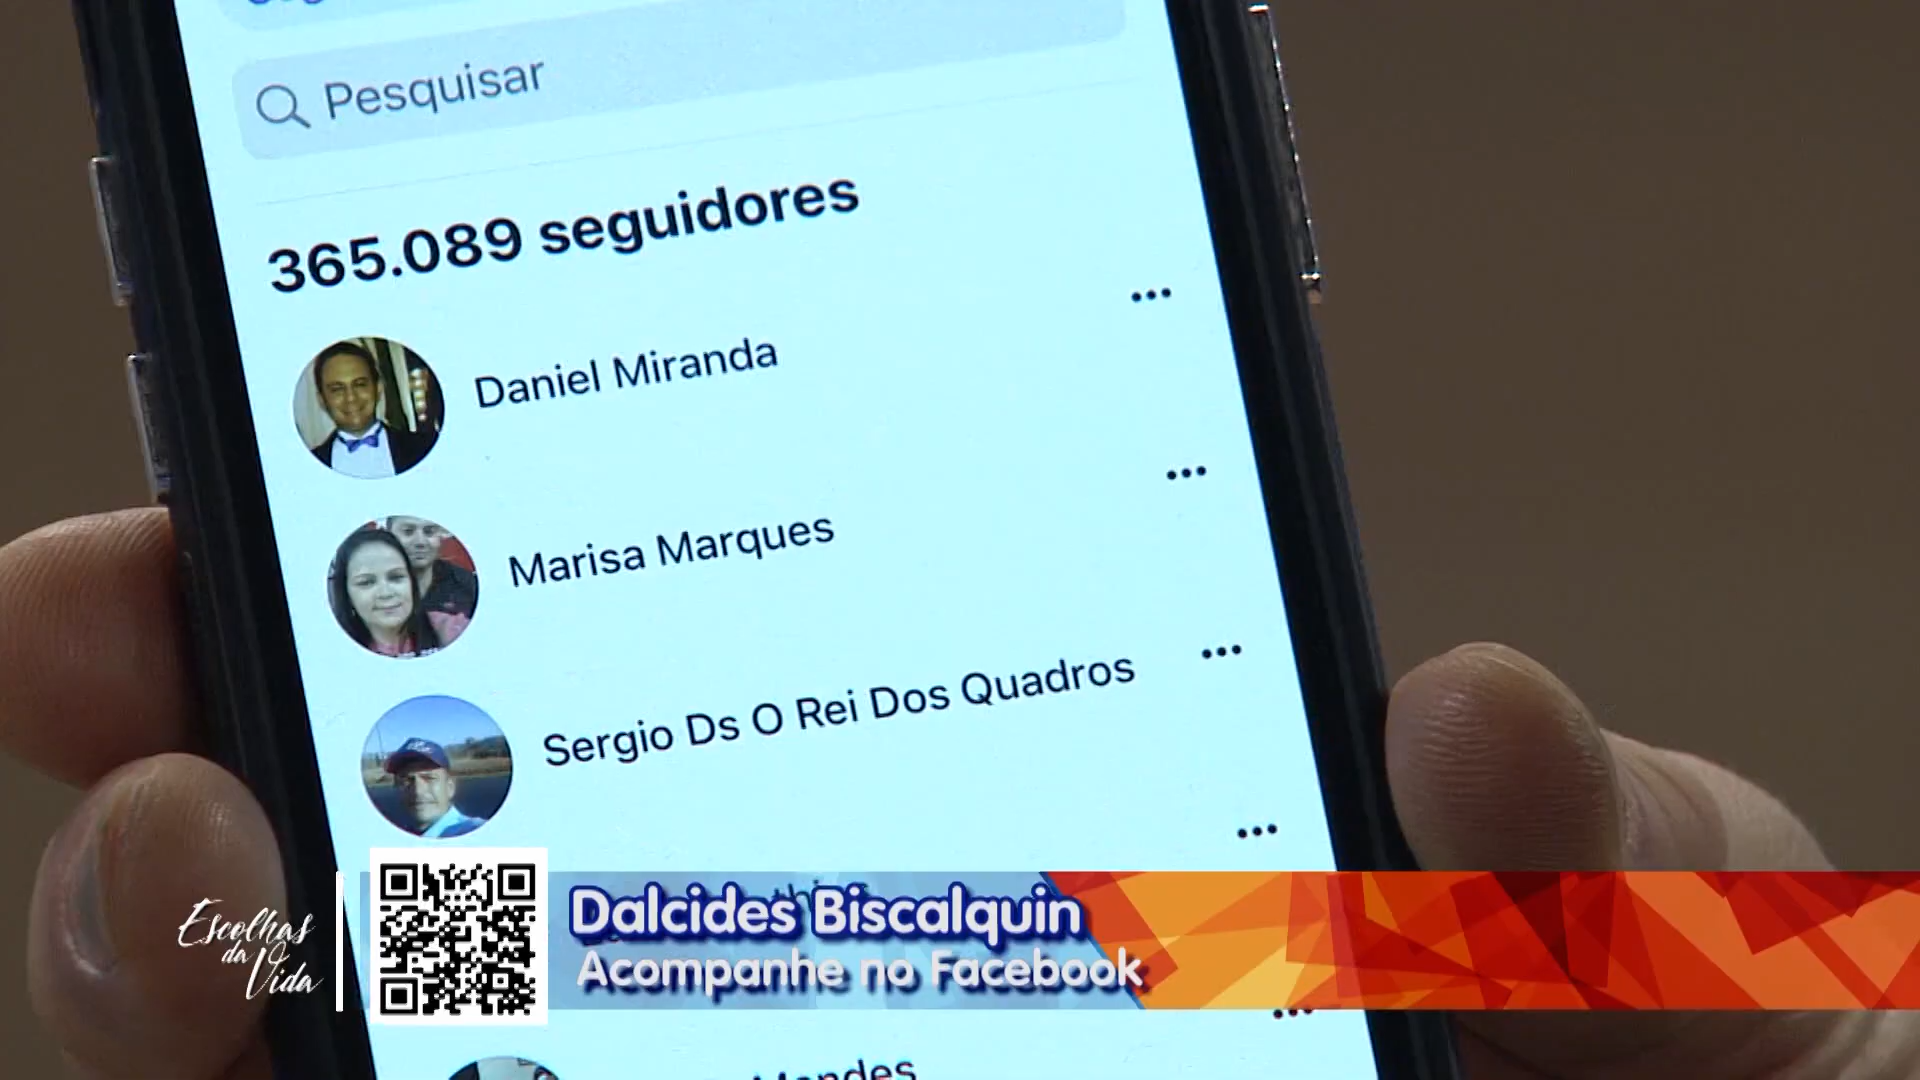 Pesquisar
365.089 seguidores
Daniel Miranda
Marisa Marques
Sergio Ds O Rei Dos Quadros
Escolhas
da
Vida
Dalcides Biscalquin
Acompanhe no Facebook
Mendes